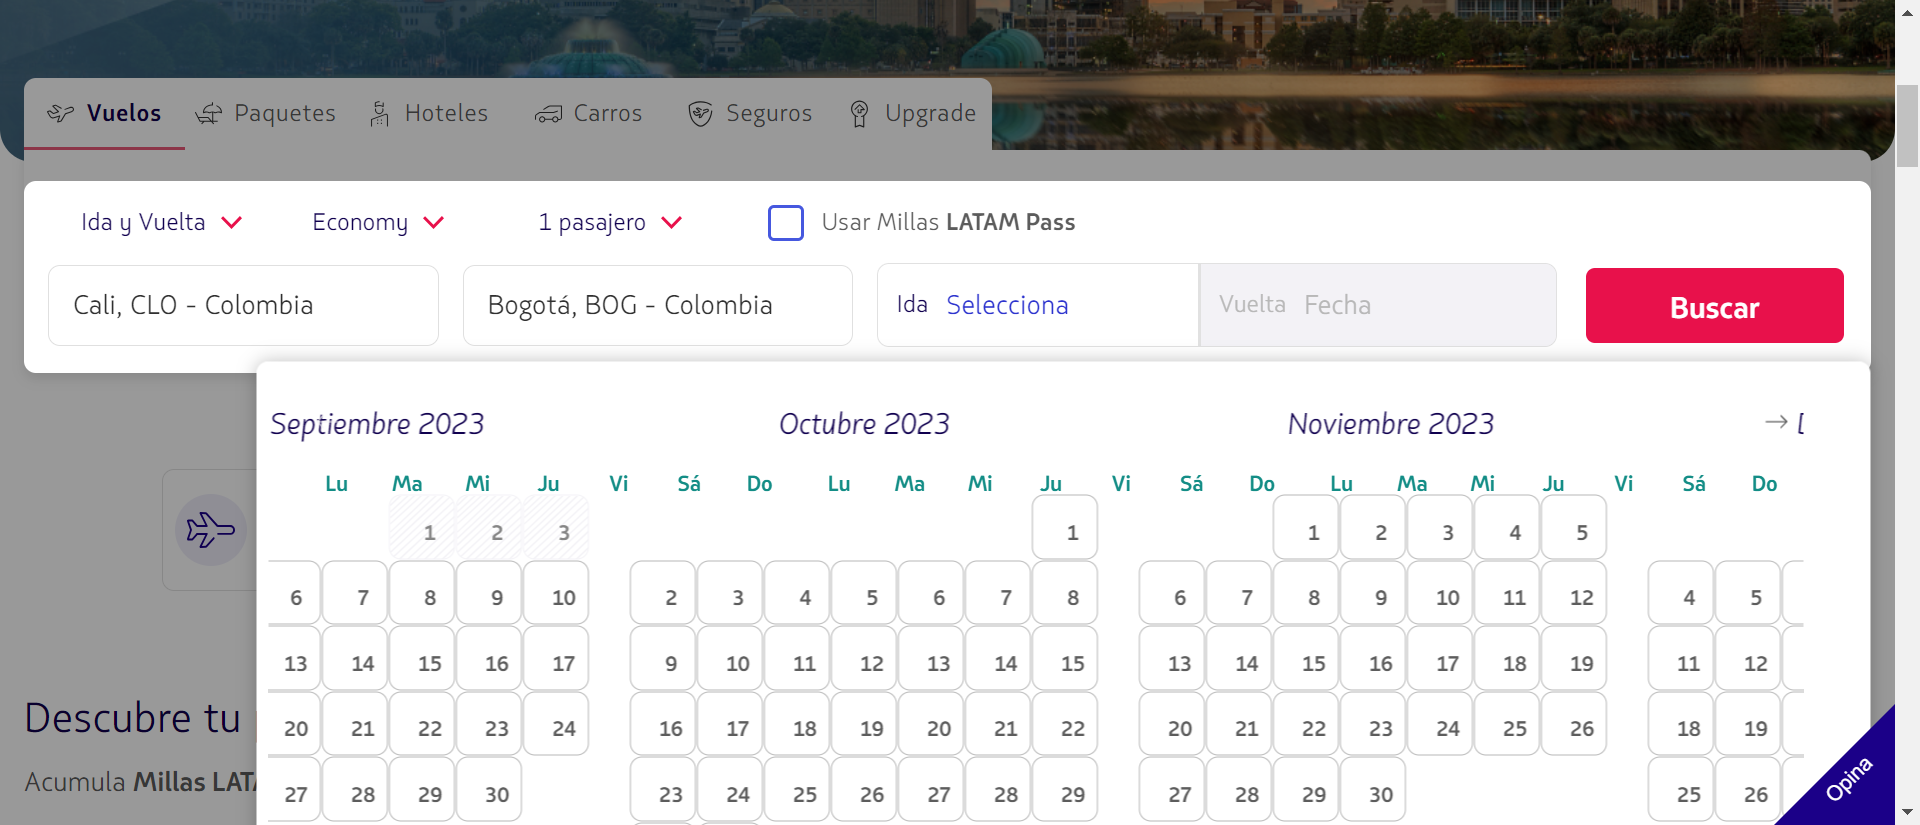 Vuelos Paquetes Hoteles Carros Seguros Upgrade
Ida y Vuelta Economy 1 pasajero Usar Millas LATAM Pass
Cali, CLO - Colombia Bogotá, BOG - Colombia Ida Selecciona Vuelta Fecha Buscar
Septiembre 2023 Octubre 2023 Noviembre 2023
Lu Ma Mi Ju Vi Sá Do Lu Ma Mi Ju Vi Sá Do Lu Ma Mi Ju Vi Sá Do
1 2 3 1 1 2 3 4 5
6 7 8 9 10 2 3 4 5 6 7 8 6 7 8 9 10 11 12 4 5
13 14 15 16 17 9 10 11 12 13 14 15 13 14 15 16 17 18 19 11 12
20 21 22 23 24 16 17 18 19 20 21 22 20 21 22 23 24 25 26 18 19
27 28 29 30 23 24 25 26 27 28 29 27 28 29 30 25 26
Descubre tu
Acumula Millas
Opina